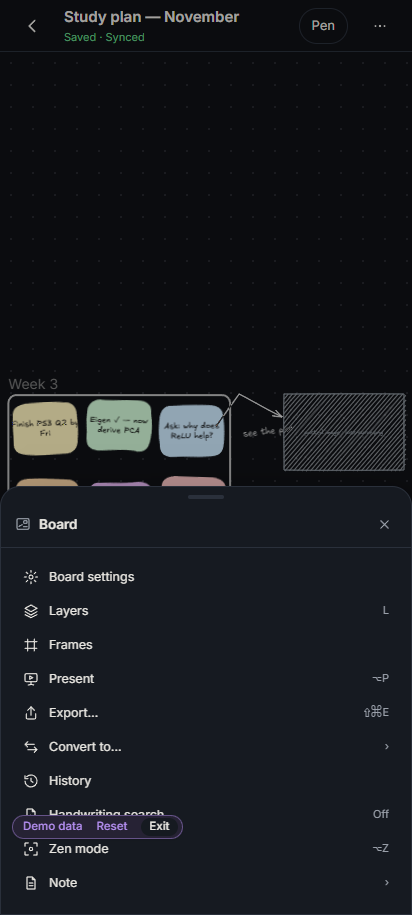 Study plan — November
Saved · Synced
Pen
Week 3
Finish PS3 Q2 by
Fri
Eigen ✓ → now
derive PCA
Ask: why does
ReLU help?
see the
Board
Board settings
Layers L
Frames
Present ⌥P
Export... ⇧⌘E
Convert to... ›
History
Handwriting search Off
Demo data Reset Exit
Zen mode ⌥Z
Note ›